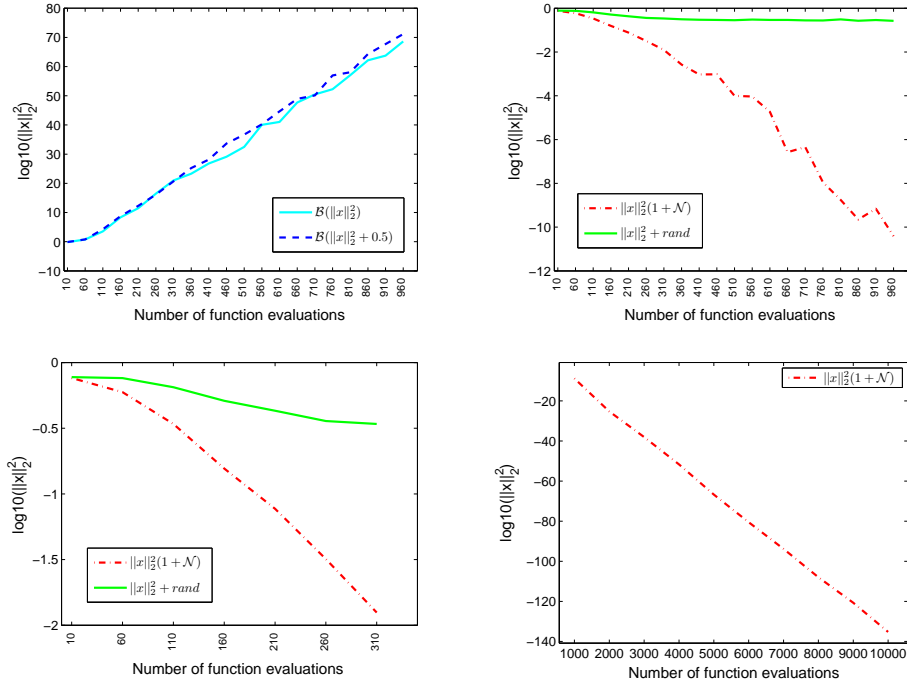 80
70
60
50
40
30
20
10
0
−10
log10(||x||₂²)
10 60 110 160 210 260 310 360 410 460 510 560 610 660 710 760 810 860 910 960
Number of function evaluations
ℬ(||x||₂²)
ℬ(||x||₂² + 0.5)
0
−2
−4
−6
−8
−10
−12
log10(||x||₂²)
10 60 110 160 210 260 310 360 410 460 510 560 610 660 710 760 810 860 910 960
Number of function evaluations
||x||₂²(1 + 𝒩)
||x||₂² + rand
0
−0.5
−1
−1.5
−2
log10(||x||₂²)
10 60 110 160 210 260 310
Number of function evaluations
||x||₂²(1 + 𝒩)
||x||₂² + rand
−20
−40
−60
−80
−100
−120
−140
log10(||x||₂²)
1000 2000 3000 4000 5000 6000 7000 8000 9000 10000
Number of function evaluations
||x||₂²(1 + 𝒩)